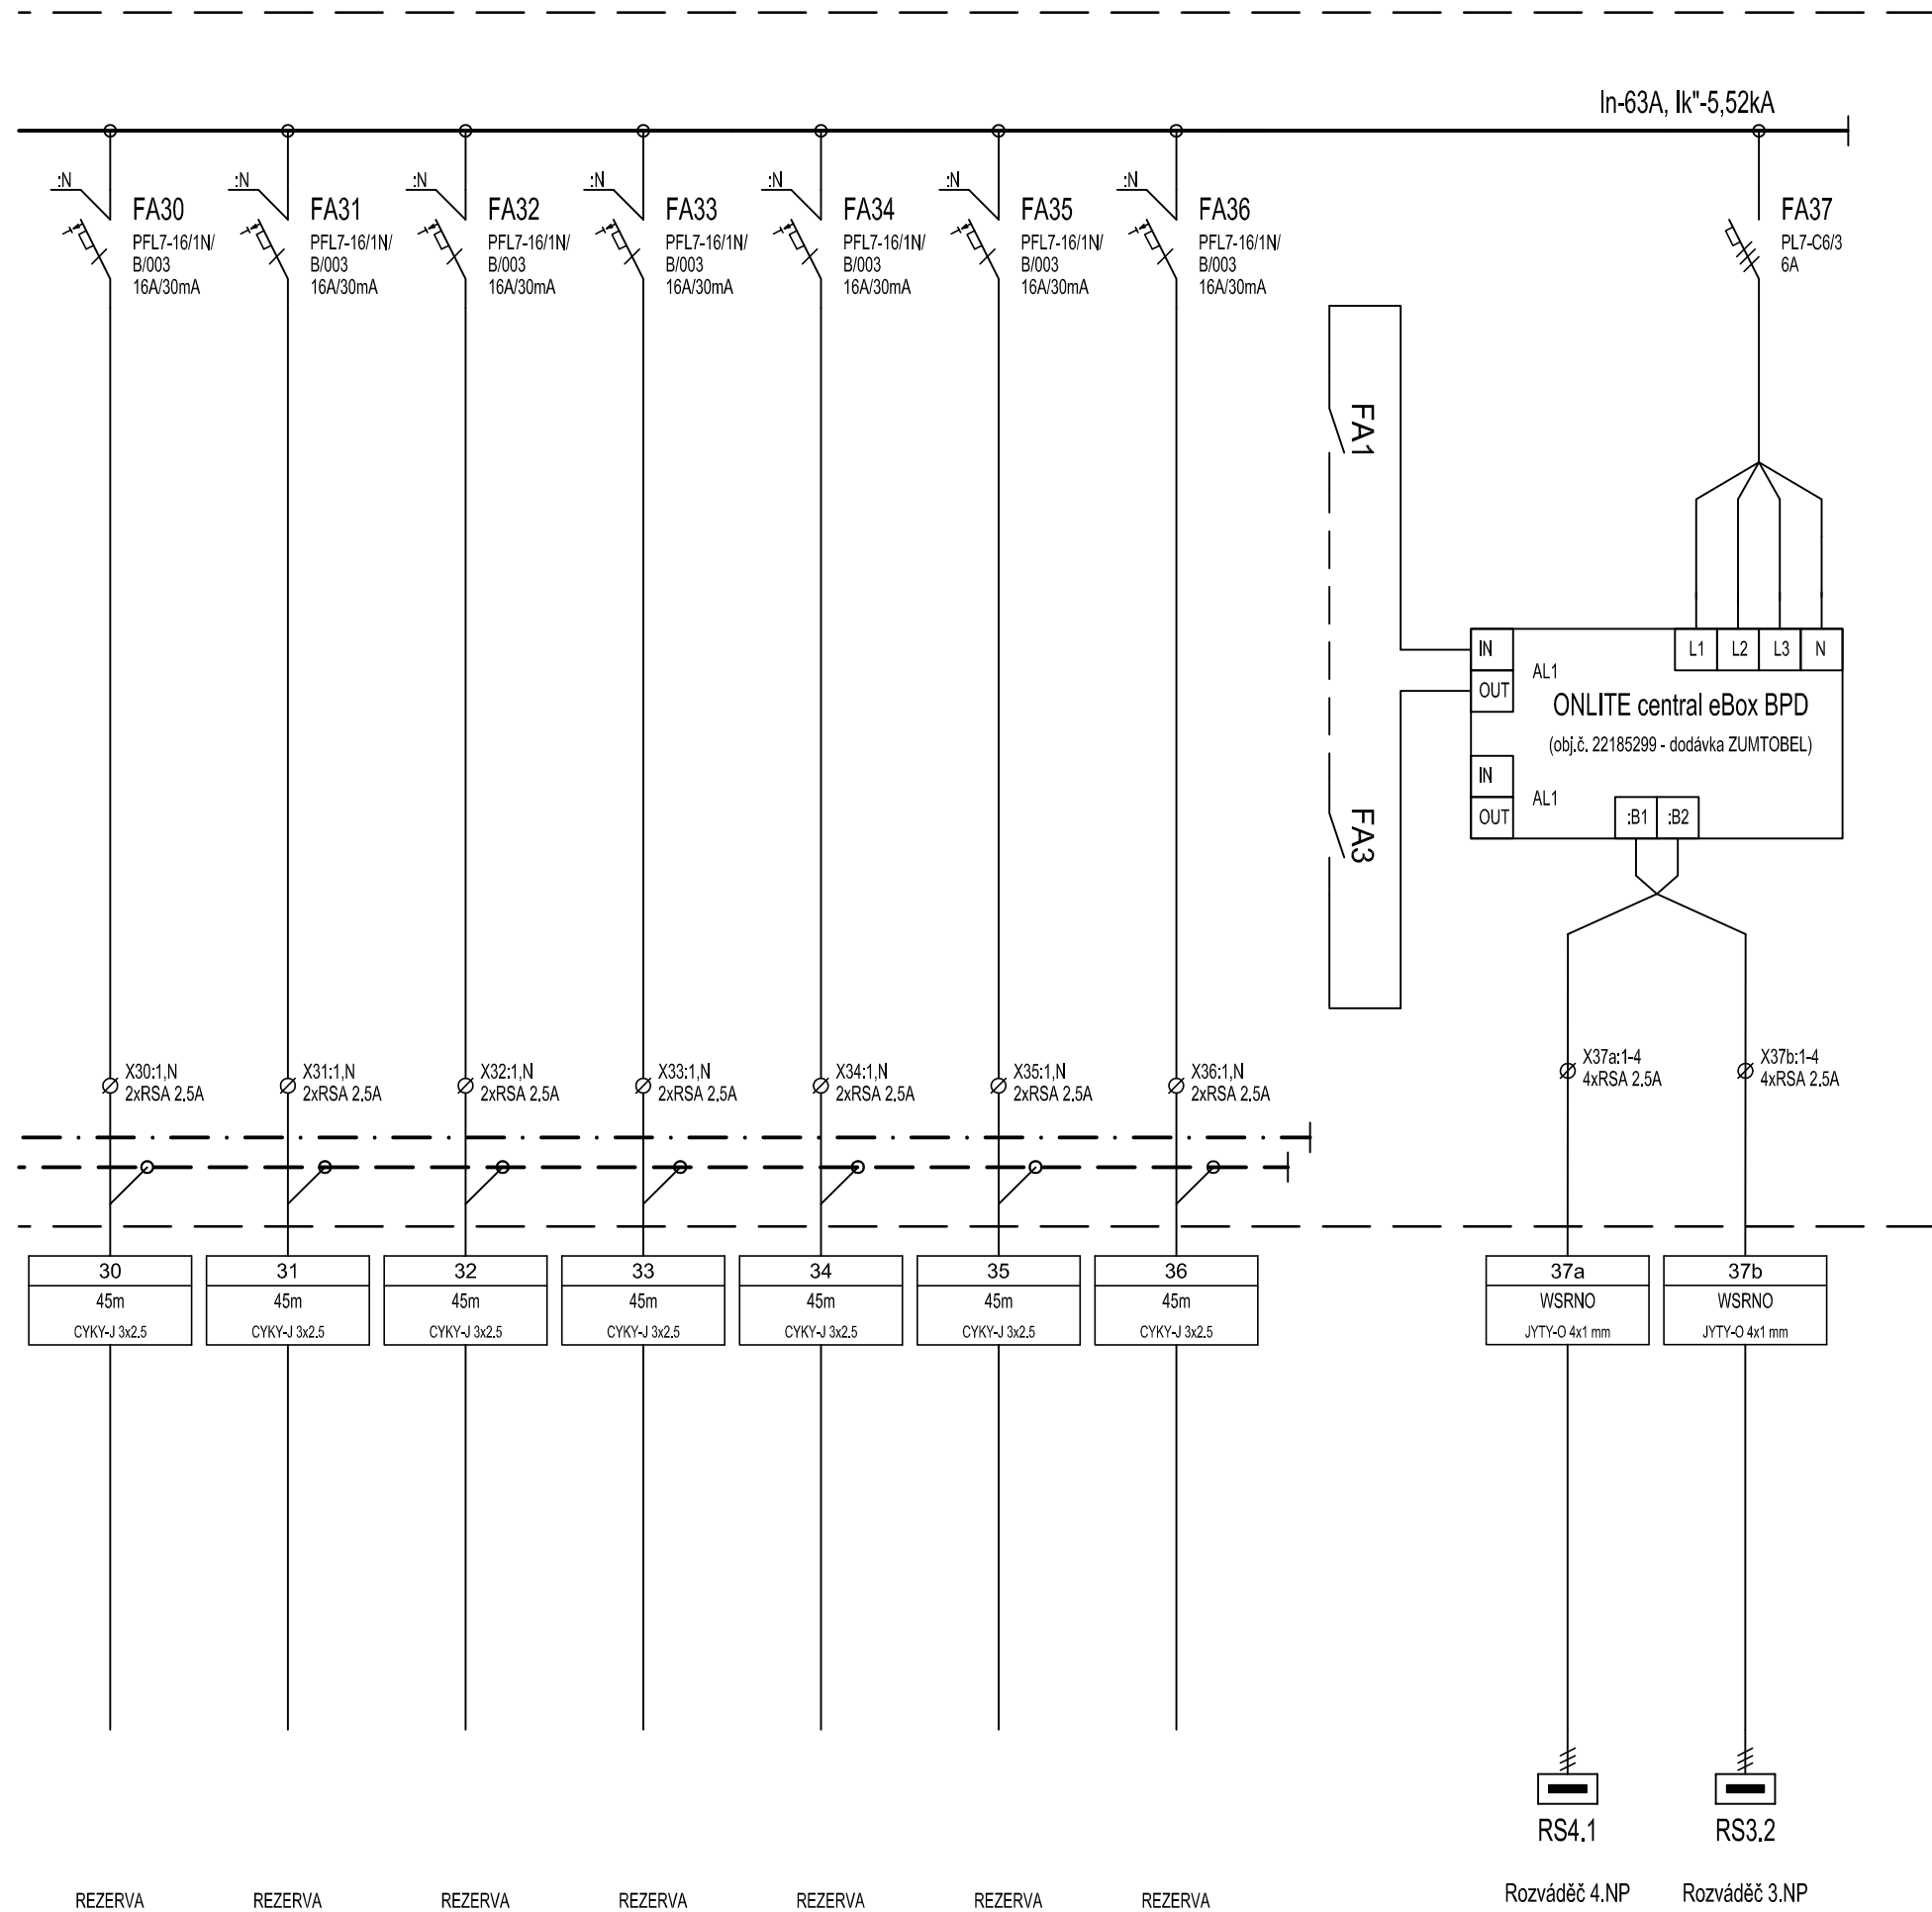 In-63A, Ik"-5,52kA
:N
FA30
PFL7-16/1N/
B/003
16A/30mA
:N
FA31
PFL7-16/1N/
B/003
16A/30mA
:N
FA32
PFL7-16/1N/
B/003
16A/30mA
:N
FA33
PFL7-16/1N/
B/003
16A/30mA
:N
FA34
PFL7-16/1N/
B/003
16A/30mA
:N
FA35
PFL7-16/1N/
B/003
16A/30mA
:N
FA36
PFL7-16/1N/
B/003
16A/30mA
FA37
PL7-C6/3
6A
FA1
FA3
L1 L2 L3 N
IN
AL1
OUT
ONLITE central eBox BPD
(obj.č. 22185299 - dodávka ZUMTOBEL)
IN
AL1
OUT
:B1 :B2
X30:1,N
2xRSA 2.5A
X31:1,N
2xRSA 2.5A
X32:1,N
2xRSA 2.5A
X33:1,N
2xRSA 2.5A
X34:1,N
2xRSA 2.5A
X35:1,N
2xRSA 2.5A
X36:1,N
2xRSA 2.5A
X37a:1-4
4xRSA 2.5A
X37b:1-4
4xRSA 2.5A
30
45m
CYKY-J 3x2.5
31
45m
CYKY-J 3x2.5
32
45m
CYKY-J 3x2.5
33
45m
CYKY-J 3x2.5
34
45m
CYKY-J 3x2.5
35
45m
CYKY-J 3x2.5
36
45m
CYKY-J 3x2.5
37a
WSRNO
JYTY-O 4x1 mm
37b
WSRNO
JYTY-O 4x1 mm
RS4.1
RS3.2
REZERVA
REZERVA
REZERVA
REZERVA
REZERVA
REZERVA
REZERVA
Rozváděč 4.NP
Rozváděč 3.NP